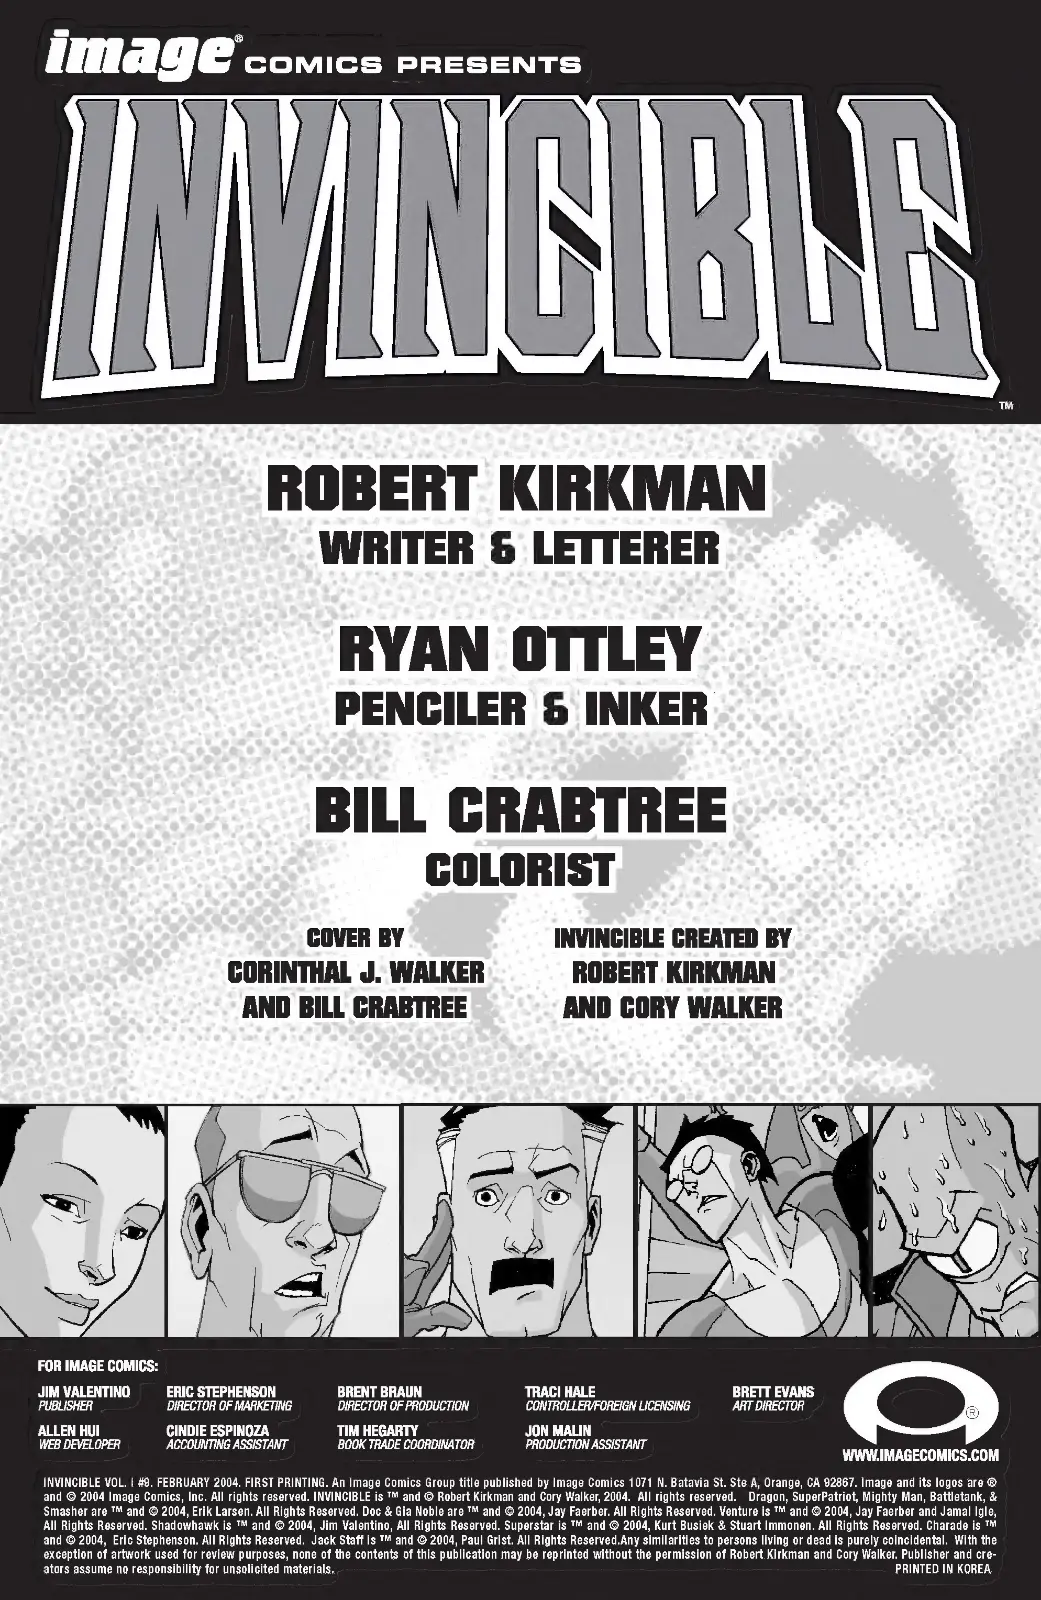 image® COMICS PRESENTS
INVINCIBLE™
ROBERT KIRKMAN
WRITER & LETTERER
RYAN OTTLEY
PENCILER & INKER
BILL CRABTREE
COLORIST
COVER BY
CORINTHAL J. WALKER
AND BILL CRABTREE
INVINCIBLE CREATED BY
ROBERT KIRKMAN
AND CORY WALKER
FOR IMAGE COMICS:
JIM VALENTINO
PUBLISHER
ERIC STEPHENSON
DIRECTOR OF MARKETING
BRENT BRAUN
DIRECTOR OF PRODUCTION
TRACI HALE
CONTROLLER/FOREIGN LICENSING
BRETT EVANS
ART DIRECTOR
ALLEN HUI
WEB DEVELOPER
CINDIE ESPINOZA
ACCOUNTING ASSISTANT
TIM HEGARTY
BOOK TRADE COORDINATOR
JON MALIN
PRODUCTION ASSISTANT
®
WWW.IMAGECOMICS.COM
INVINCIBLE VOL. I #9. FEBRUARY 2004. FIRST PRINTING. An Image Comics Group title published by Image Comics 1071 N. Batavia St. Ste A, Orange, CA 92867. Image and its logos are ®
and © 2004 Image Comics, Inc. All rights reserved. INVINCIBLE is ™ and © Robert Kirkman and Cory Walker, 2004. All rights reserved. Dragon, SuperPatriot, Mighty Man, Battletank, &
Smasher are ™ and © 2004, Erik Larsen. All Rights Reserved. Doc & Gia Noble are ™ and © 2004, Jay Faerber. All Rights Reserved. Venture is ™ and © 2004, Jay Faerber and Jamal Igle,
All Rights Reserved. Shadowhawk is ™ and © 2004, Jim Valentino, All Rights Reserved. Superstar is ™ and © 2004, Kurt Busiek & Stuart Immonen. All Rights Reserved. Charade is ™
and © 2004, Eric Stephenson. All Rights Reserved. Jack Staff is ™ and © 2004, Paul Grist. All Rights Reserved.Any similarities to persons living or dead is purely coincidental. With the
exception of artwork used for review purposes, none of the contents of this publication may be reprinted without the permission of Robert Kirkman and Cory Walker. Publisher and cre-
ators assume no responsibility for unsolicited materials. PRINTED IN KOREA